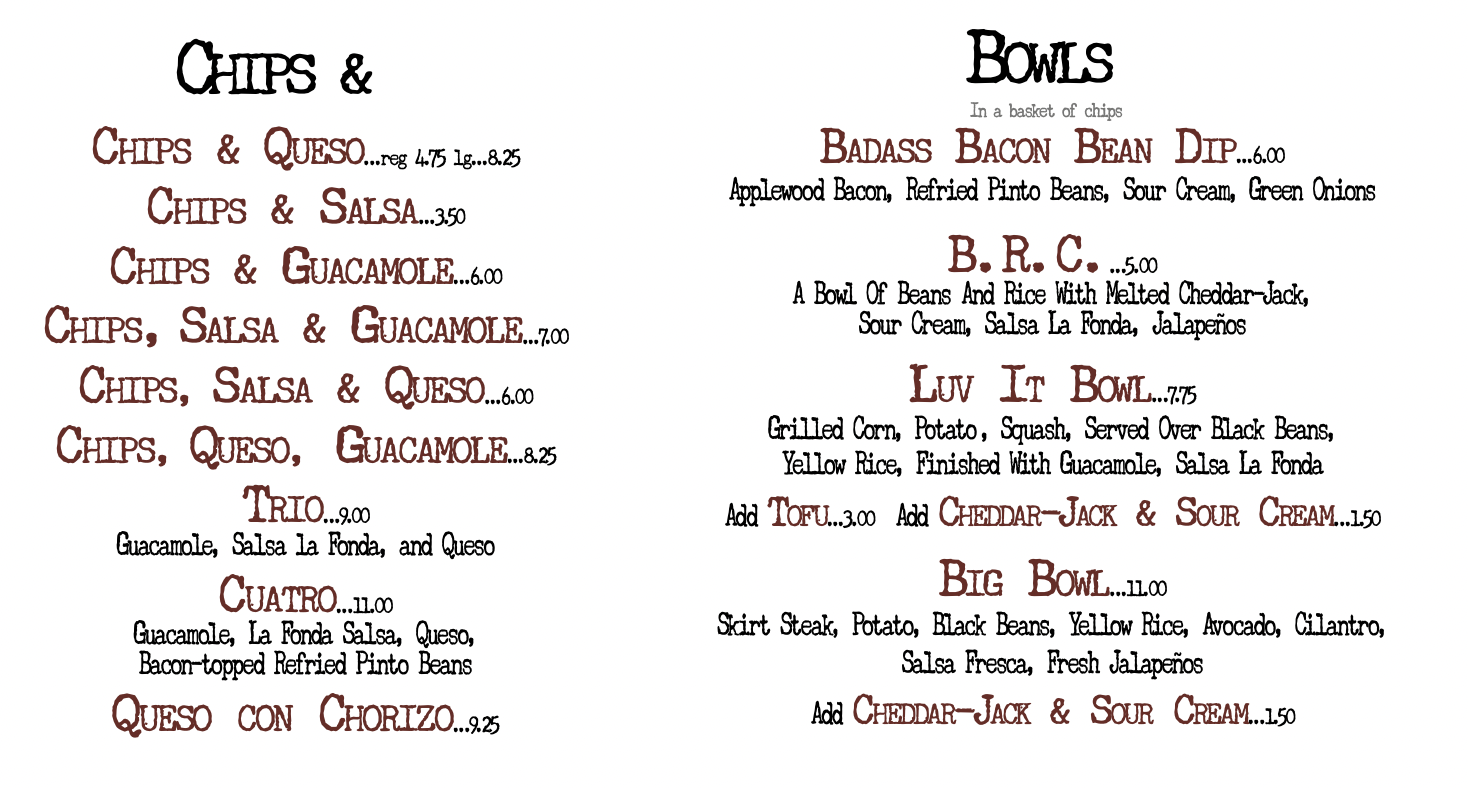 Chips &
Chips & Queso...reg 4.75 lg...8.25
Chips & Salsa...3.50
Chips & Guacamole...6.00
Chips, Salsa & Guacamole...7.00
Chips, Salsa & Queso...6.00
Chips, Queso, Guacamole...8.25
Trio...9.00
Guacamole, Salsa la Fonda, and Queso
Cuatro...11.00
Guacamole, La Fonda Salsa, Queso,
Bacon-topped Refried Pinto Beans
Queso con Chorizo...9.25
Bowls
In a basket of chips
Badass Bacon Bean Dip...6.00
Applewood Bacon, Refried Pinto Beans, Sour Cream, Green Onions
B.R.C. ...5.00
A Bowl Of Beans And Rice With Melted Cheddar-Jack,
Sour Cream, Salsa La Fonda, Jalapeños
Luv It Bowl...7.75
Grilled Corn, Potato, Squash, Served Over Black Beans,
Yellow Rice, Finished With Guacamole, Salsa La Fonda
Add Tofu...3.00 Add Cheddar-Jack & Sour Cream...1.50
Big Bowl...11.00
Skirt Steak, Potato, Black Beans, Yellow Rice, Avocado, Cilantro,
Salsa Fresca, Fresh Jalapeños
Add Cheddar-Jack & Sour Cream...1.50